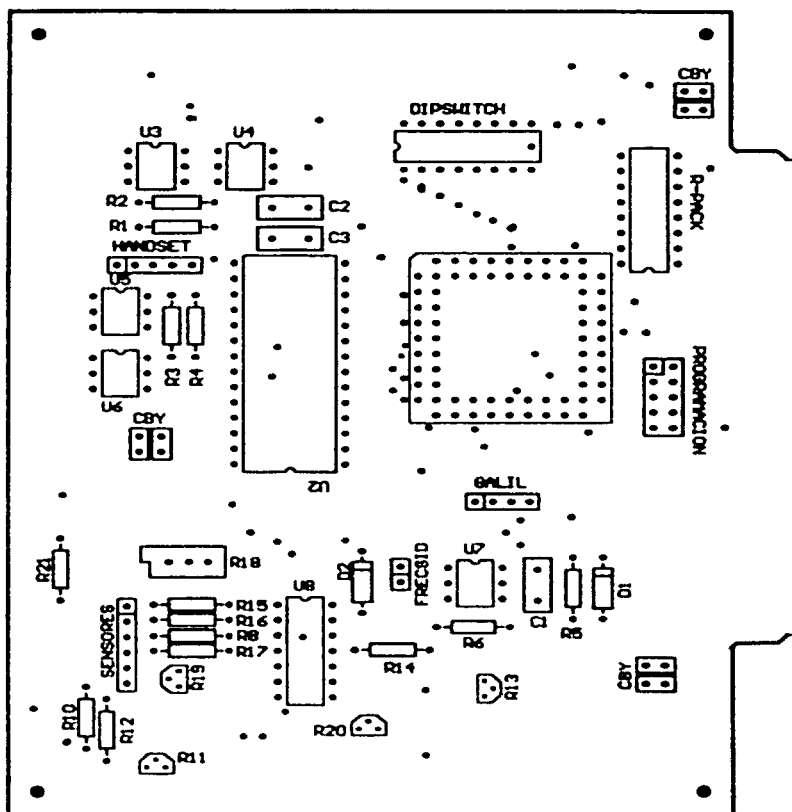 CBY
DIPSWITCH
U3
U4
R-PACK
R2
C2
R1
C3
HANDSET
U5
R3
R4
U6
PROGRAMACION
CBY
U2
GALIL
R21
R18
D2
FRECSID
U7
U8
C1
R5
D1
SENSORES
R15
R16
R8
R17
R6
R14
R19
R13
CBY
R10
R12
R20
R11